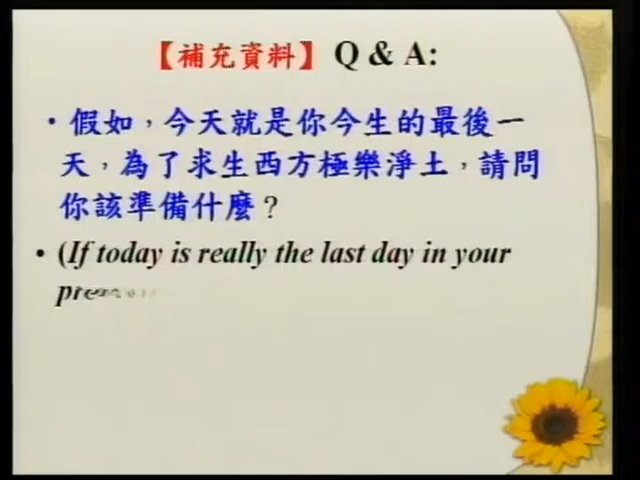 【補充資料】 Q & A:
• 假如，今天就是你今生的最後一
天，為了求生西方極樂淨土，請問
你該準備什麼？
• (If today is really the last day in your